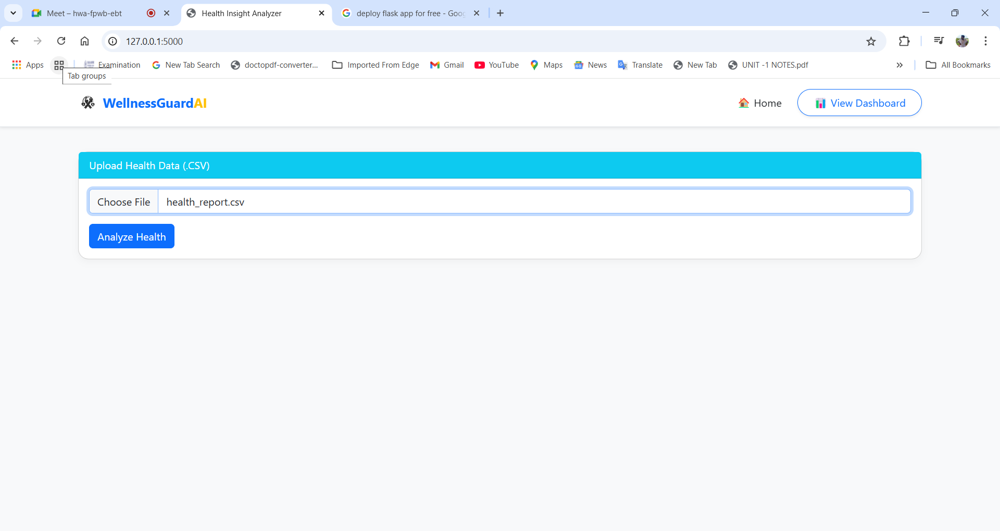 Meet – hwa-fpwb-ebt
Health Insight Analyzer
deploy flask app for free - Goog
127.0.0.1:5000
Apps
Examination
New Tab Search
doctopdf-converter...
Imported From Edge
Gmail
YouTube
Maps
News
Translate
New Tab
UNIT -1 NOTES.pdf
All Bookmarks
Tab groups
WellnessGuardAI
Home
View Dashboard
Upload Health Data (.CSV)
Choose File
health_report.csv
Analyze Health